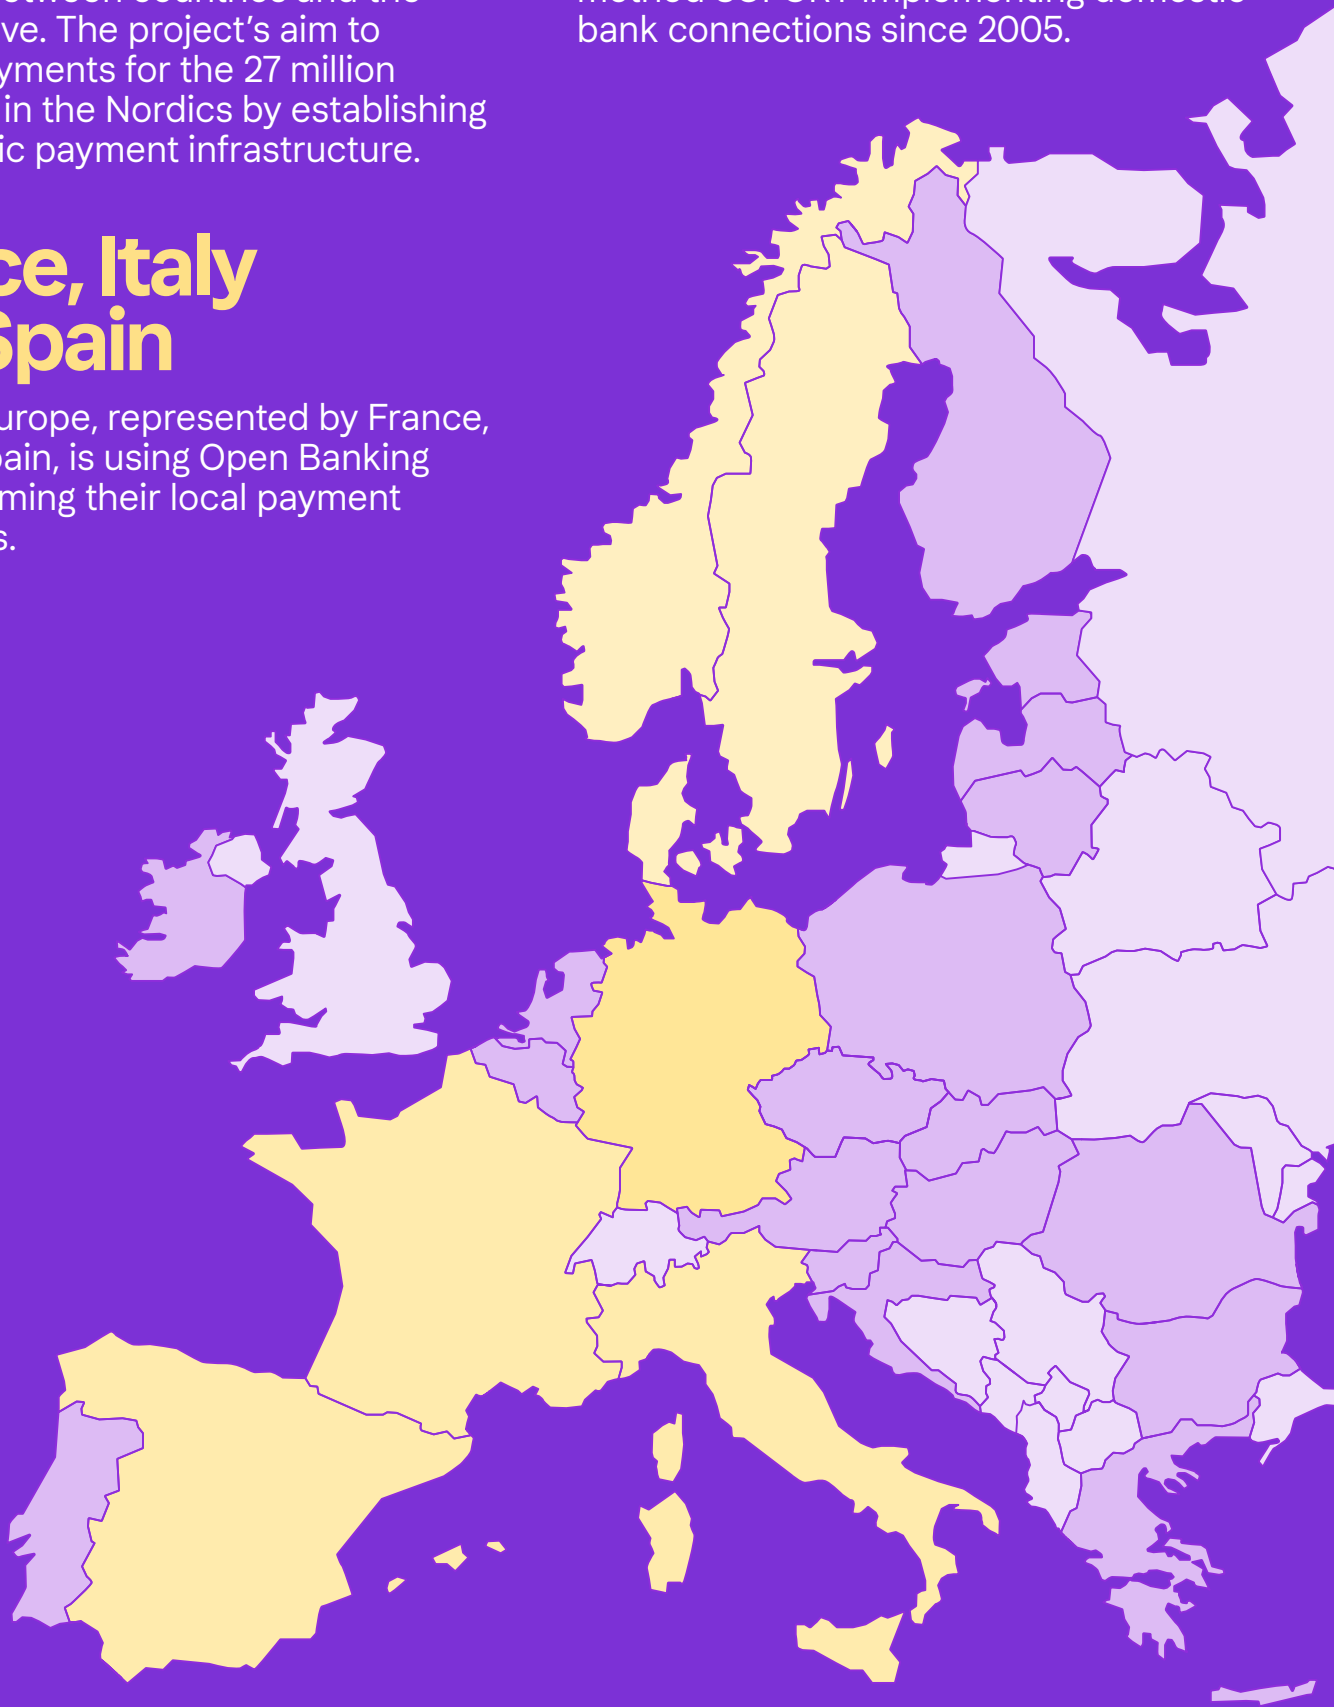 ve. The project's aim to
yments for the 27 million
in the Nordics by establishing
ic payment infrastructure.
bank connections since 2005.
ce, Italy
Spain
urope, represented by France,
pain, is using Open Banking
ming their local payment
s.